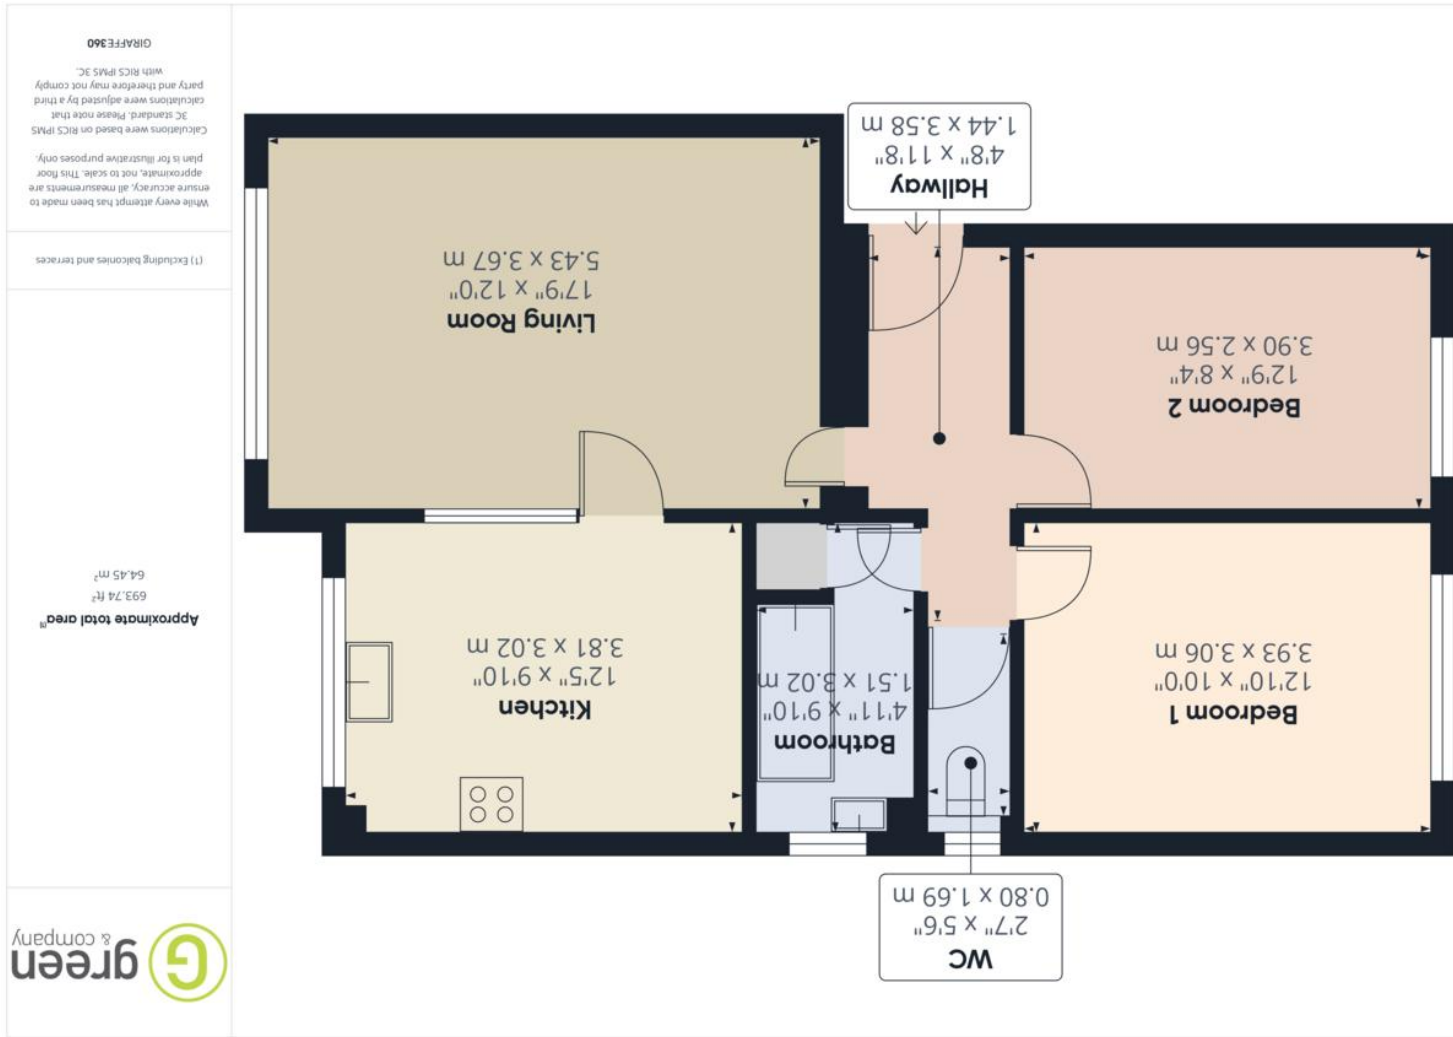 green
& company
Approximate total area(1)
693.74 ft²
64.45 m²
(1) Excluding balconies and terraces
While every attempt has been made to
ensure accuracy, all measurements are
approximate, not to scale. This floor
plan is for illustrative purposes only.
Calculations were based on RICS IPMS
3C standard. Please note that
calculations were adjusted by a third
party and therefore may not comply
with RICS IPMS 3C.
GIRAFFE360
WC
2'7" x 5'6"
0.80 x 1.69 m
Bedroom 1
12'10" x 10'0"
3.93 x 3.06 m
Bathroom
4'11" x 9'10"
1.51 x 3.02 m
Kitchen
12'5" x 9'10"
3.81 x 3.02 m
Bedroom 2
12'9" x 8'4"
3.90 x 2.56 m
Living Room
17'9" x 12'0"
5.43 x 3.67 m
Hallway
4'8" x 11'8"
1.44 x 3.58 m